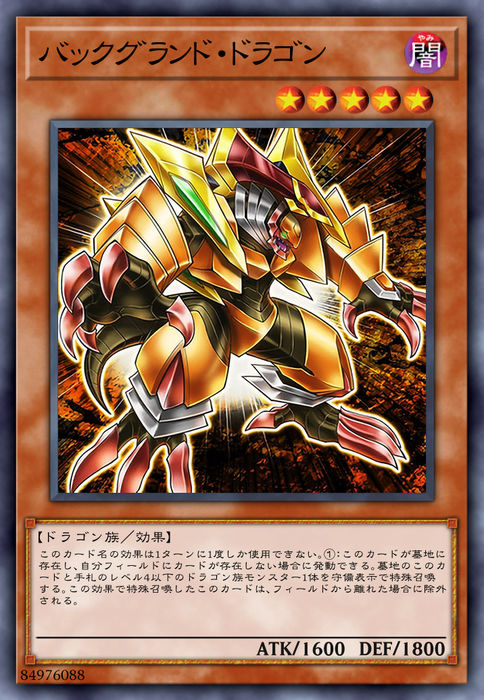 バックグランド・ドラゴン
やみ
闇
【ドラゴン族／効果】
このカード名の効果は1ターンに1度しか使用できない。①：このカードが墓地に
存在し、自分フィールドにカードが存在しない場合に発動できる。墓地のこのカー
ドと手札のレベル4以下のドラゴン族モンスター1体を守備表示で特殊召喚
する。この効果で特殊召喚したこのカードは、フィールドから離れた場合に除外
される。
ATK/1600 DEF/1800
84976088